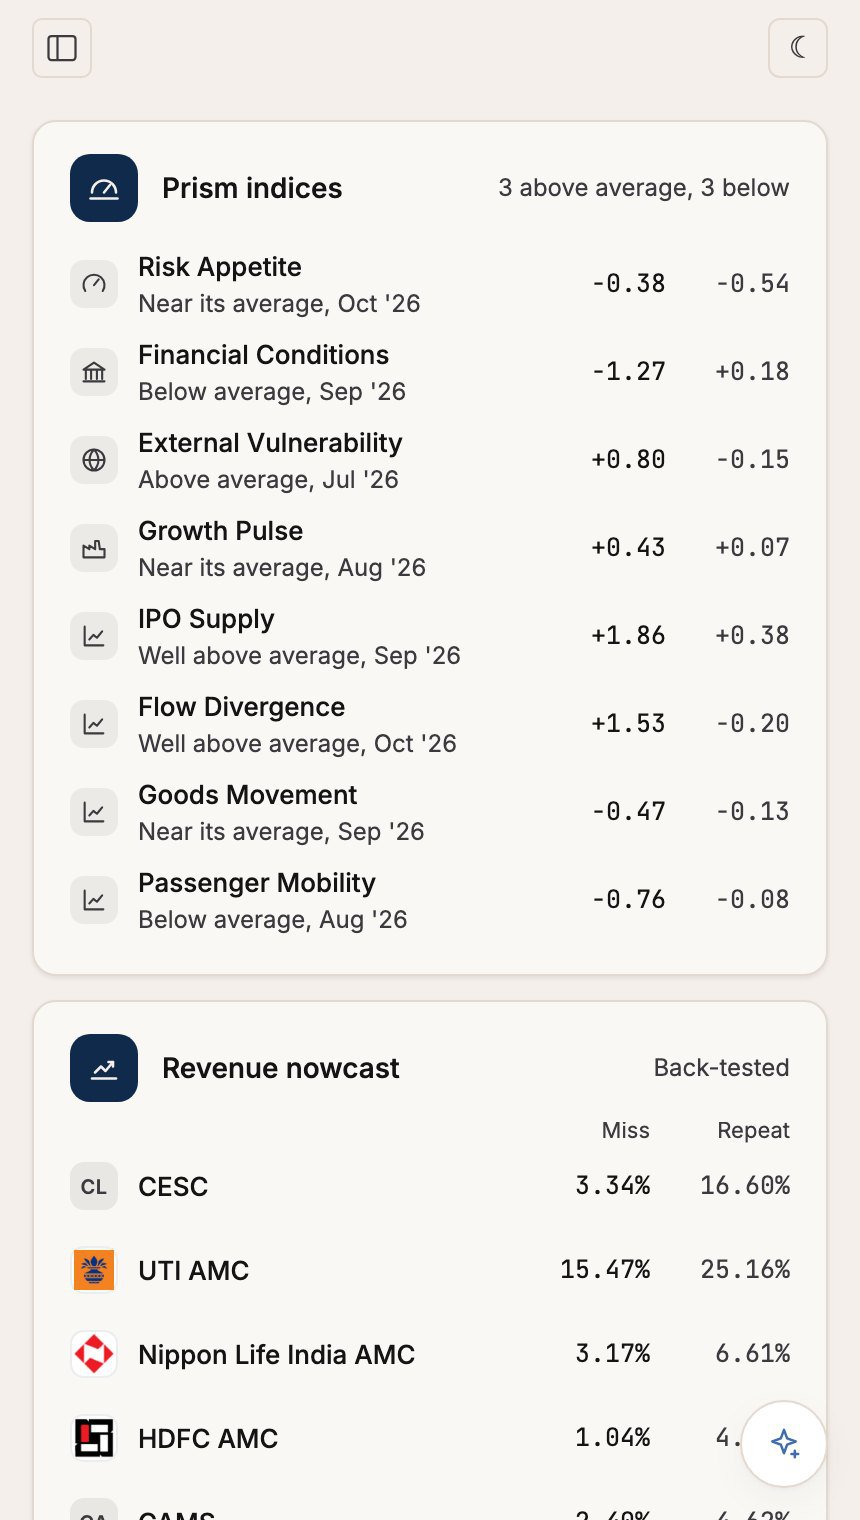 Prism indices 3 above average, 3 below
Risk Appetite -0.38 -0.54
Near its average, Oct '26
Financial Conditions -1.27 +0.18
Below average, Sep '26
External Vulnerability +0.80 -0.15
Above average, Jul '26
Growth Pulse +0.43 +0.07
Near its average, Aug '26
IPO Supply +1.86 +0.38
Well above average, Sep '26
Flow Divergence +1.53 -0.20
Well above average, Oct '26
Goods Movement -0.47 -0.13
Near its average, Sep '26
Passenger Mobility -0.76 -0.08
Below average, Aug '26
Revenue nowcast Back-tested
Miss Repeat
CL CESC 3.34% 16.60%
UTI AMC 15.47% 25.16%
Nippon Life India AMC 3.17% 6.61%
HDFC AMC 1.04% 4.
CAMS